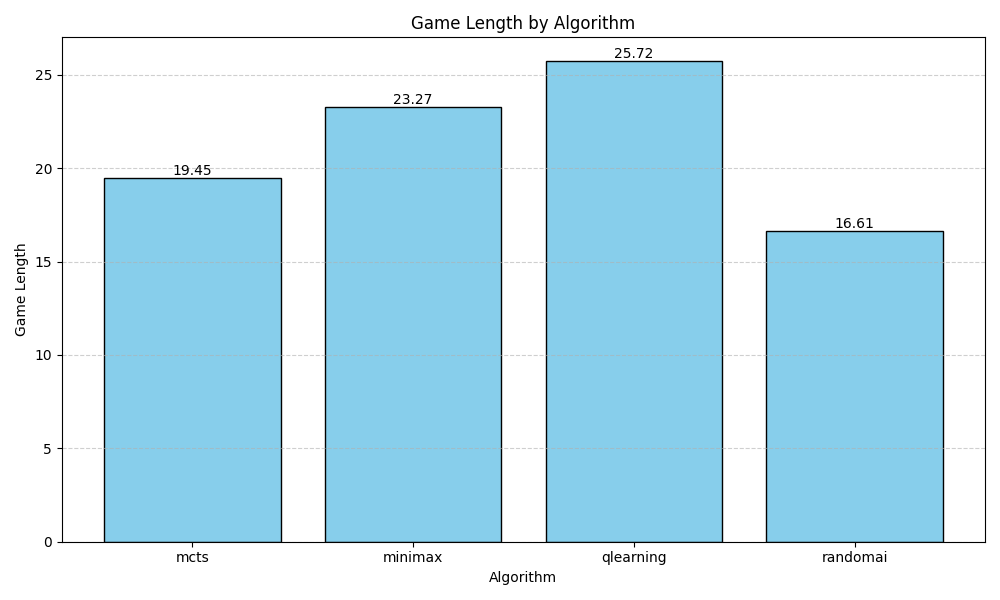 Game Length by Algorithm
25.72
23.27
19.45
16.61
25
20
15
10
5
0
Game Length
mcts
minimax
qlearning
randomai
Algorithm